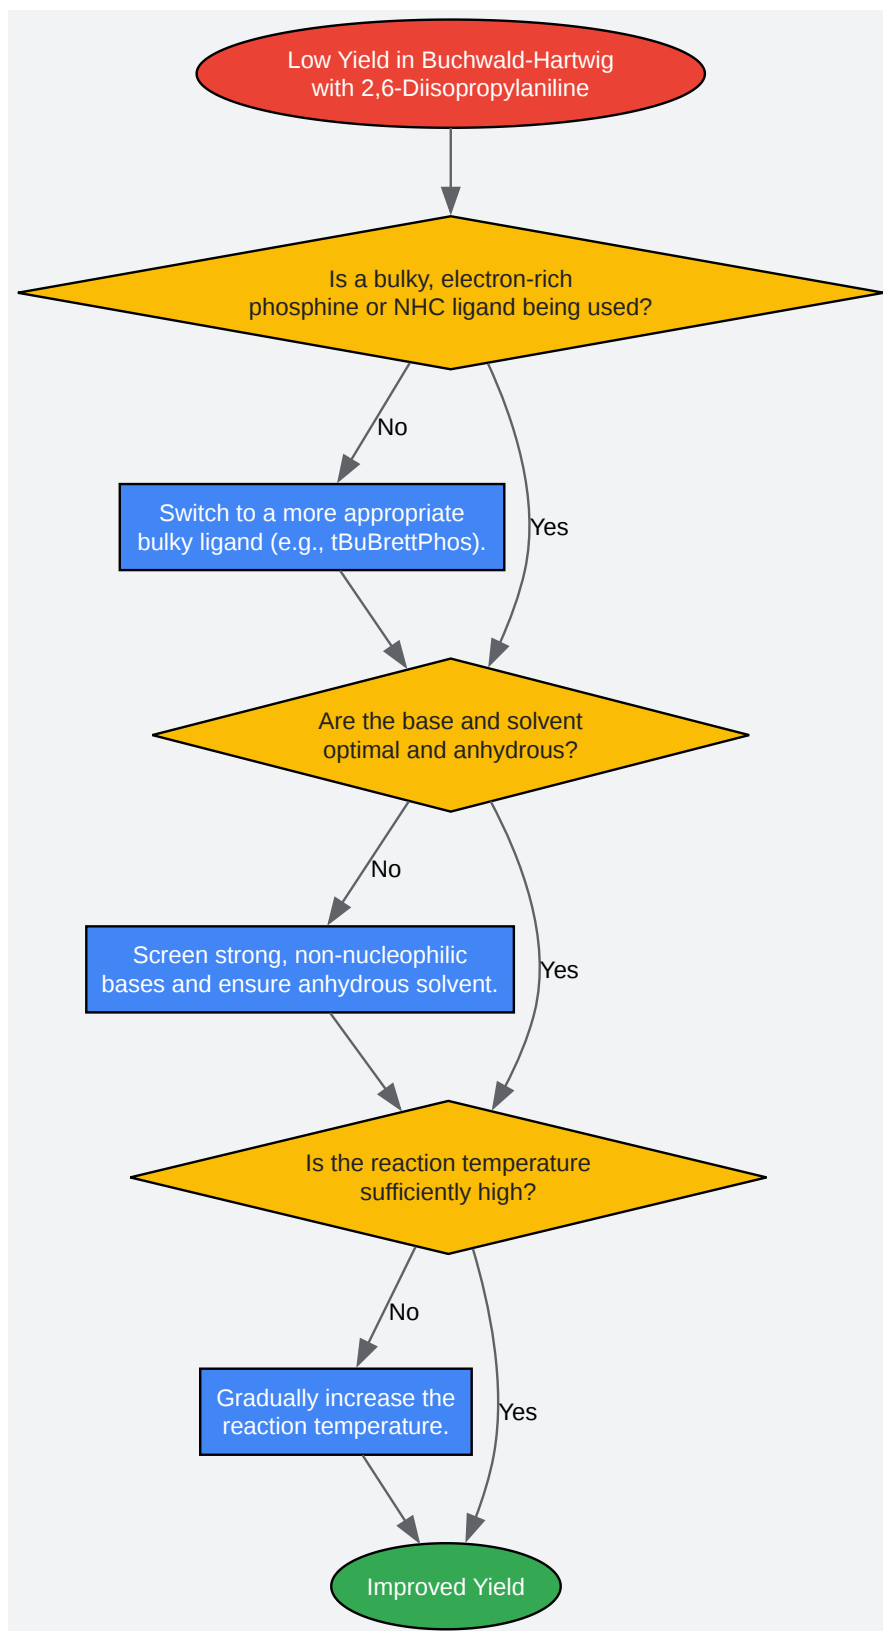 Low Yield in Buchwald-Hartwig
with 2,6-Diisopropylaniline
Is a bulky, electron-rich
phosphine or NHC ligand being used?
No
Switch to a more appropriate
bulky ligand (e.g., tBuBrettPhos).
Yes
Are the base and solvent
optimal and anhydrous?
No
Screen strong, non-nucleophilic
bases and ensure anhydrous solvent.
Yes
Is the reaction temperature
sufficiently high?
No
Gradually increase the
reaction temperature.
Yes
Improved Yield